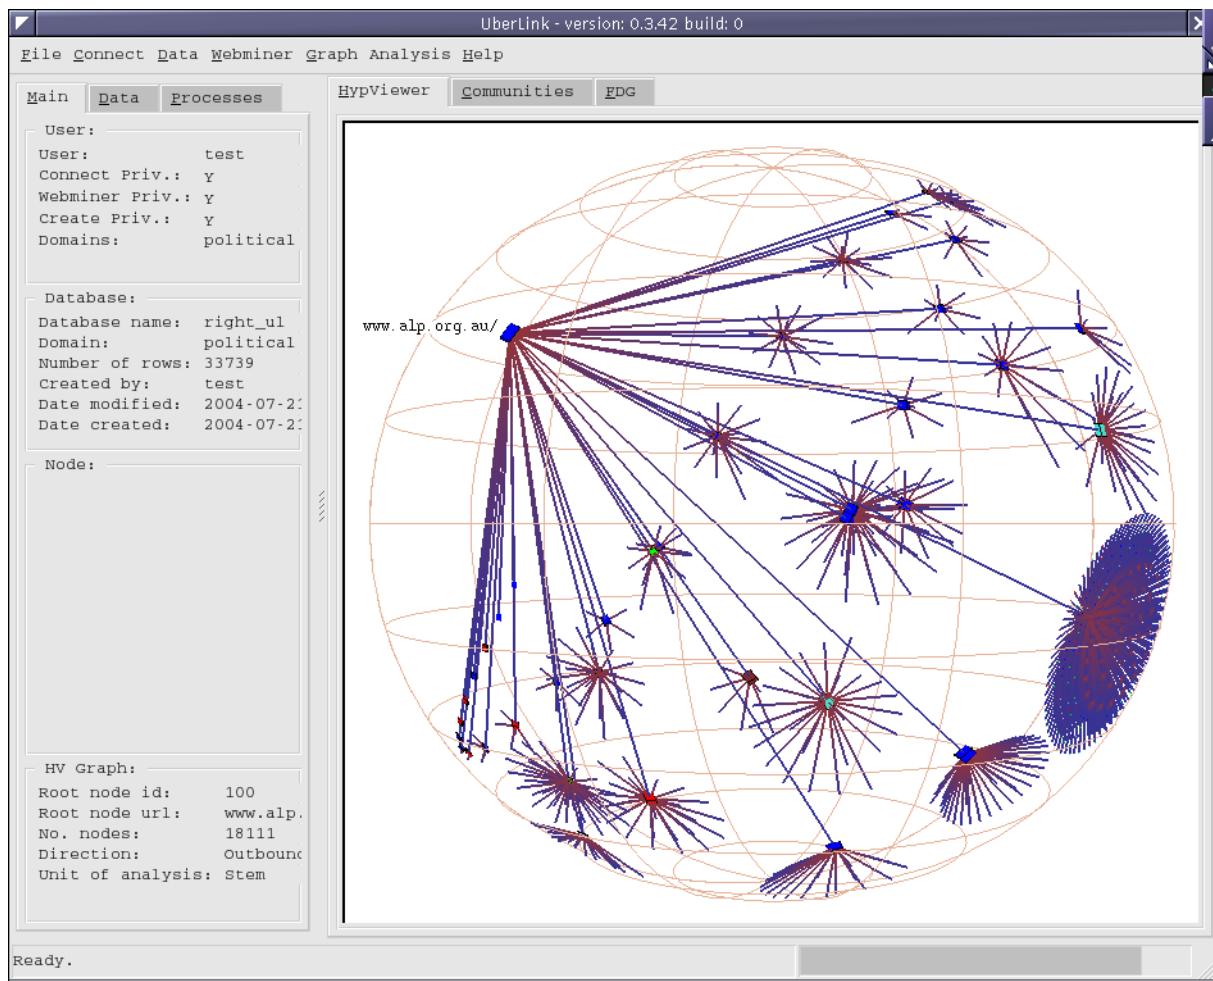 UberLink - version: 0.3.42 build: 0
File Connect Data Webminer Graph Analysis Help
Main Data Processes
HypViewer Communities FDG
User:
User: test
Connect Priv.: Y
Webminer Priv.: Y
Create Priv.: Y
Domains: political
Database:
Database name: right_ul
Domain: political
Number of rows: 33739
Created by: test
Date modified: 2004-07-21
Date created: 2004-07-21
Node:
HV Graph:
Root node id: 100
Root node url: www.alp.
No. nodes: 18111
Direction: Outbound
Unit of analysis: Stem
www.alp.org.au/
Ready.